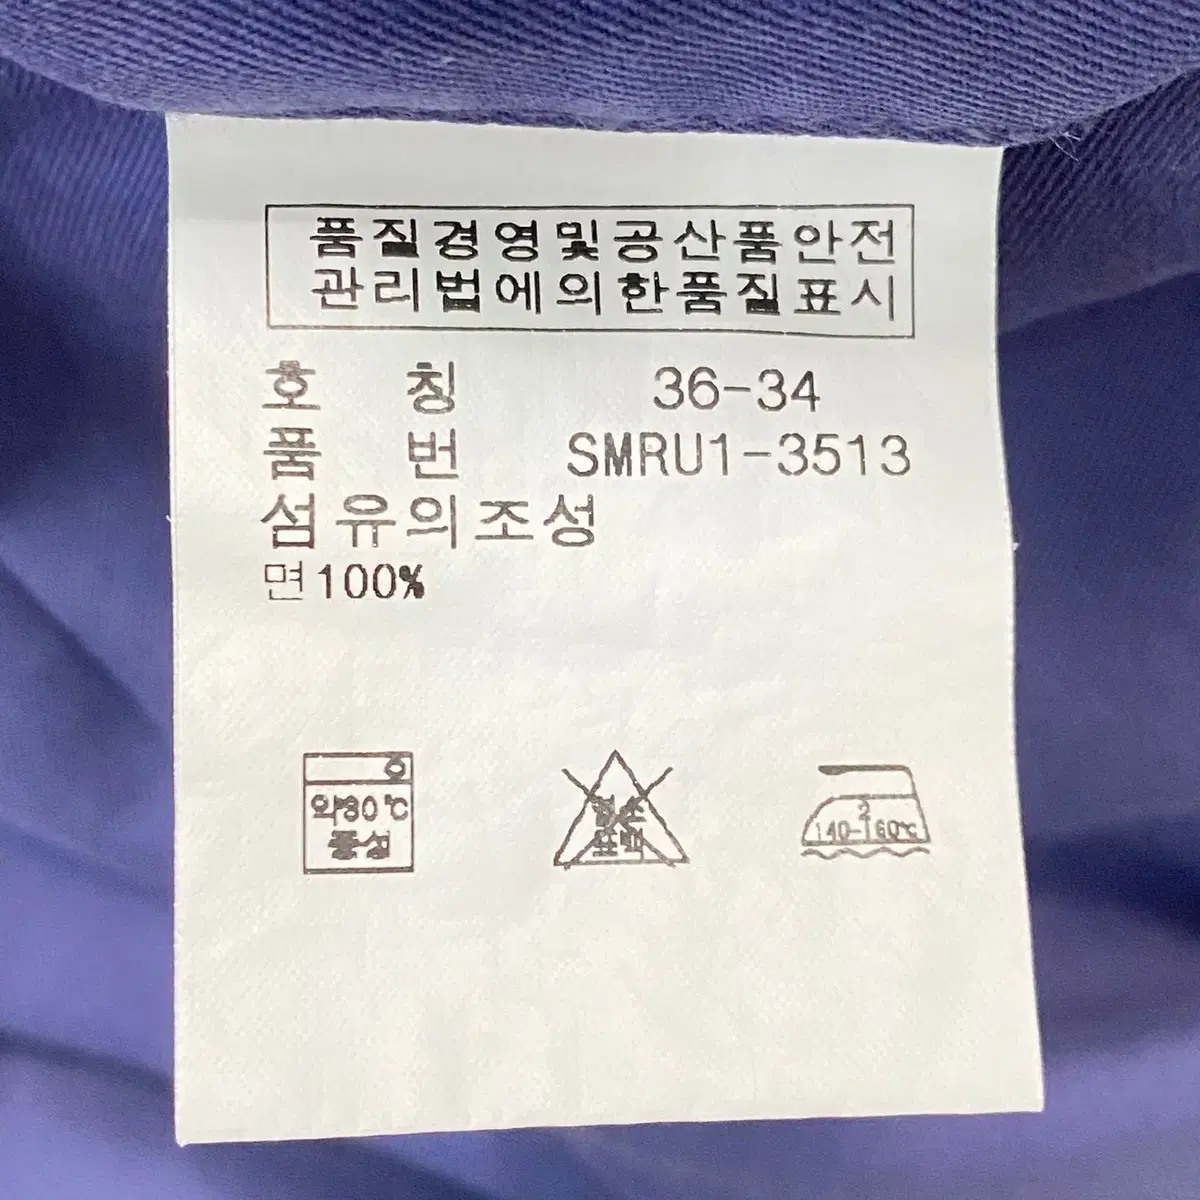 품질경영및공산품안전
관리법에의한품질표시
호 칭 36-34
품 번 SMRU1-3513
섬유의조성
면100%
약30℃
중성
2
140-160℃